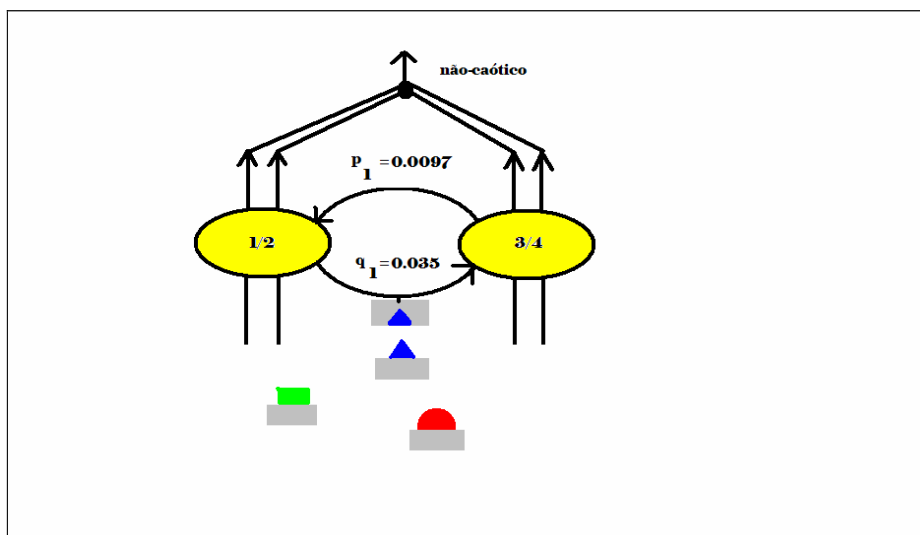 não-caótico
p1 = 0.0097
1/2
3/4
q1 = 0.035